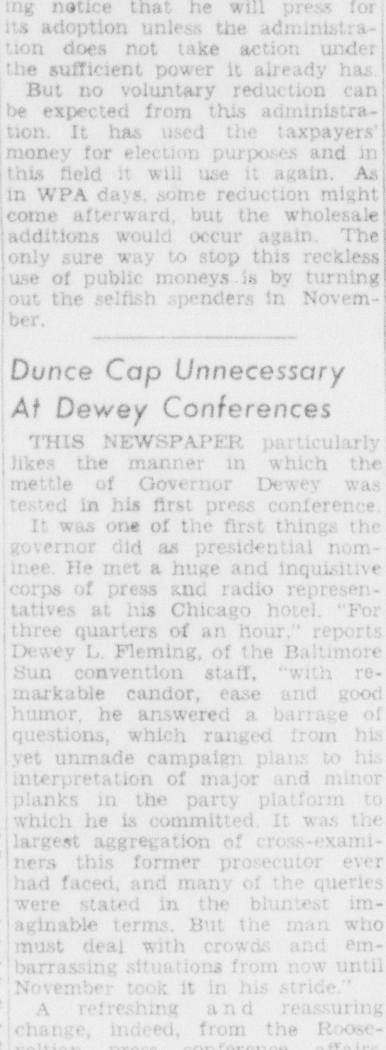 ing notice that he will press for
its adoption unless the administra-
tion does not take action under
the sufficient power it already has.
But no voluntary reduction can
be expected from this administra-
tion. It has used the taxpayers'
money for election purposes and in
this field it will use it again. As
in WPA days, some reduction might
come afterward, but the wholesale
additions would occur again. The
only sure way to stop this reckless
use of public moneys is by turning
out the selfish spenders in Novem-
ber.
Dunce Cap Unnecessary
At Dewey Conferences
THIS NEWSPAPER particularly
likes the manner in which the
mettle of Governor Dewey was
tested in his first press conference.
It was one of the first things the
governor did as presidential nom-
inee. He met a huge and inquisitive
corps of press and radio represen-
tatives at his Chicago hotel. "For
three quarters of an hour," reports
Dewey L. Fleming, of the Baltimore
Sun convention staff, "with re-
markable candor, ease and good
humor, he answered a barrage of
questions, which ranged from his
yet unmade campaign plans to his
interpretation of major and minor
planks in the party platform to
which he is committed. It was the
largest aggregation of cross-exami-
ners this former prosecutor ever
had faced, and many of the queries
were stated in the bluntest im-
aginable terms. But the man who
must deal with crowds and em-
barrassing situations from now until
November took it in his stride."
A refreshing and reassuring
change, indeed, from the Roose-
veltian press conference affairs